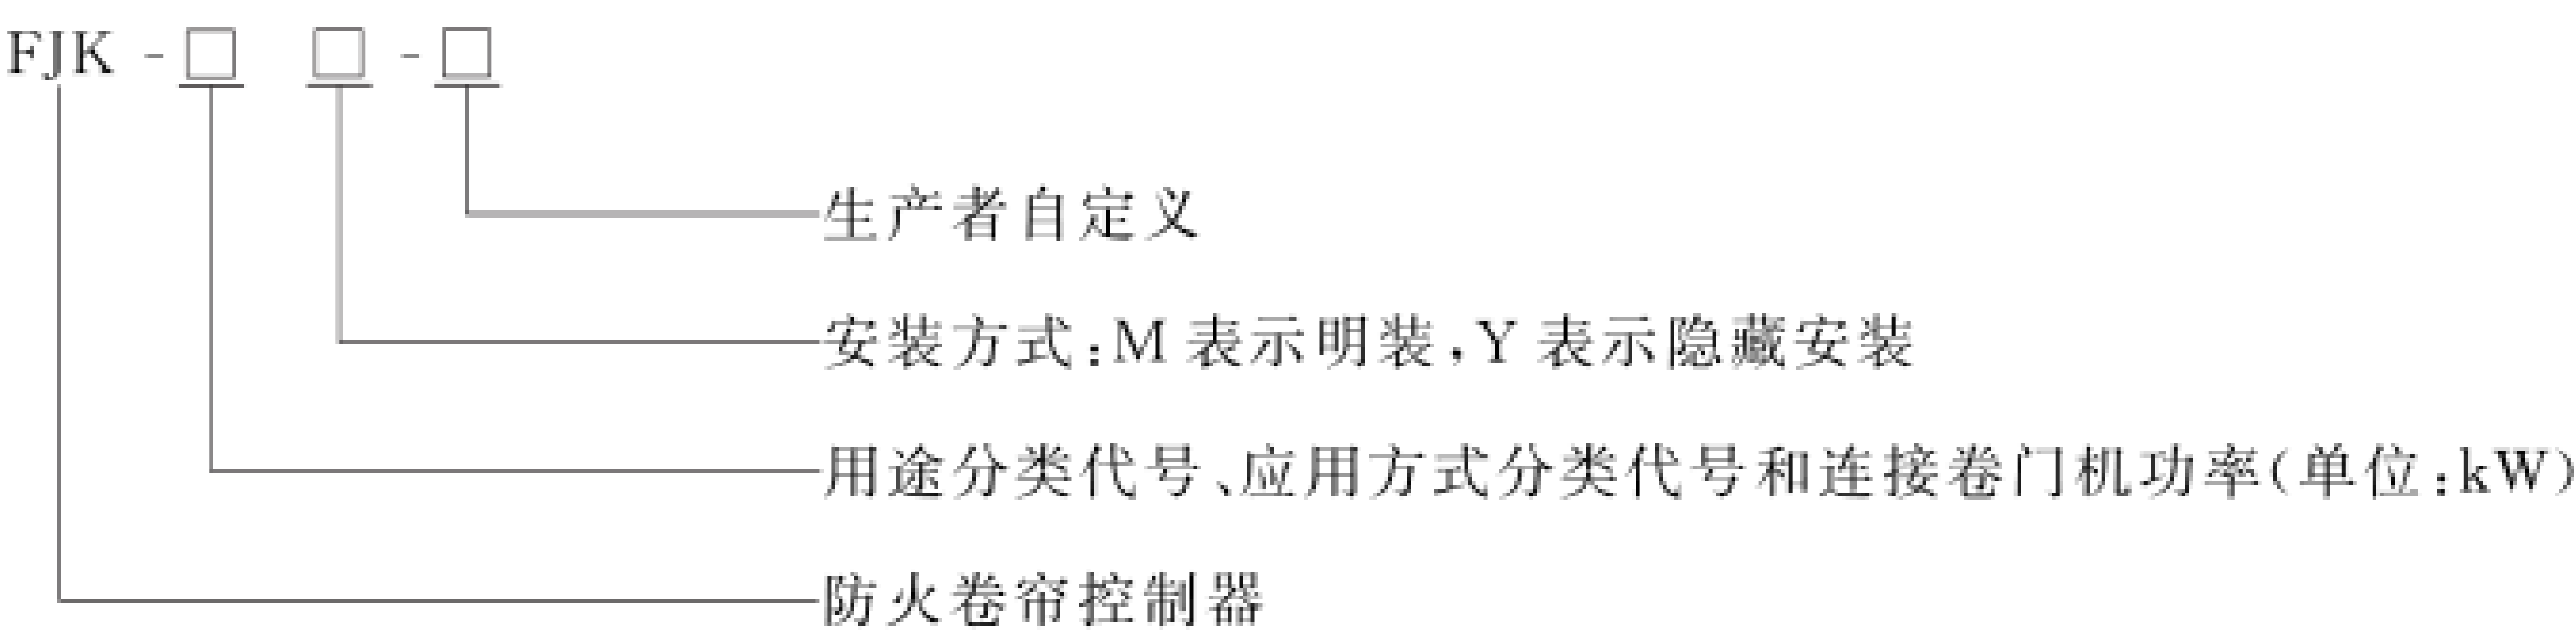 FJK-□ □-□
生产者自定义
安装方式:M 表示明装,Y 表示隐藏安装
用途分类代号、应用方式分类代号和连接卷门机功率(单位:kW)
防火卷帘控制器